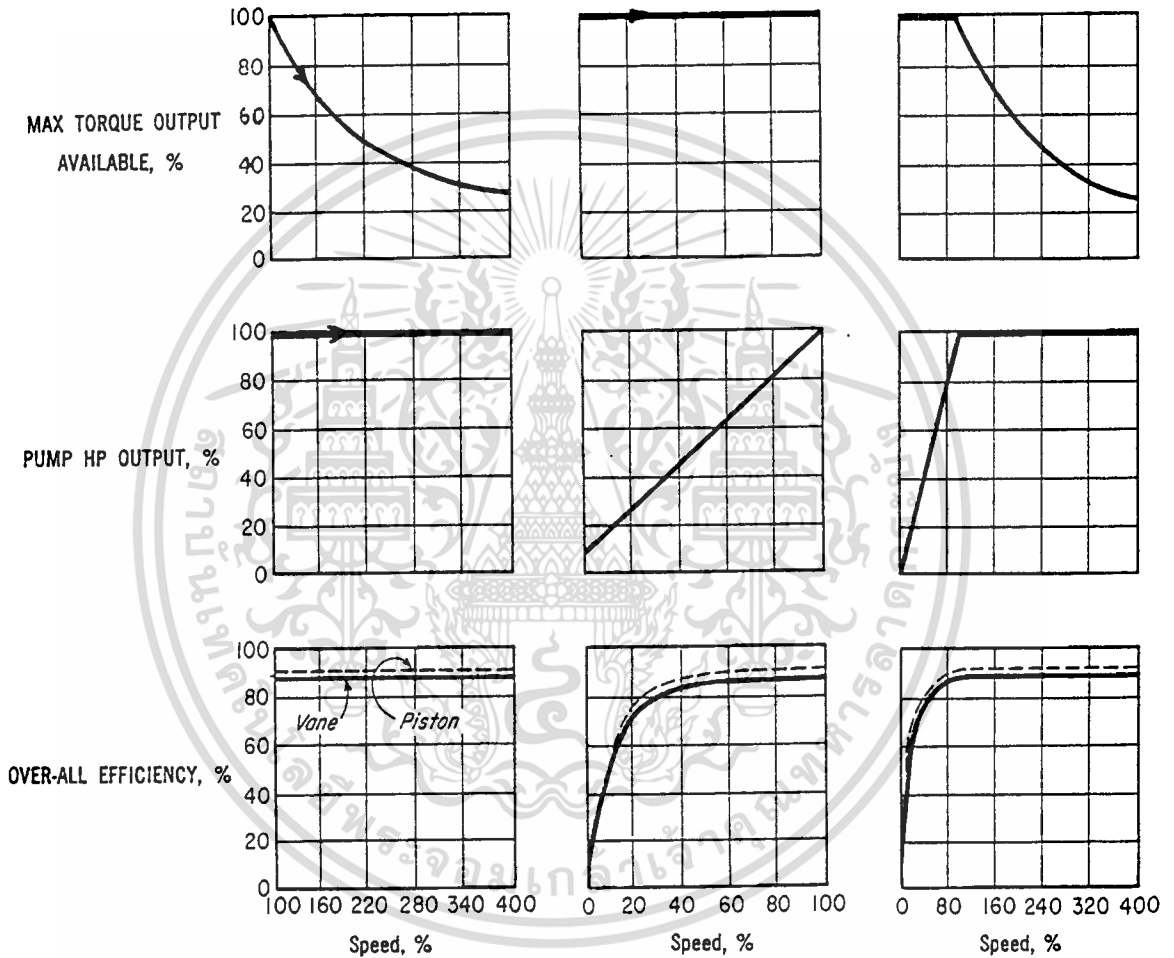 100
80
60
40
20
0
MAX TORQUE OUTPUT
AVAILABLE, %
100
80
60
40
20
0
PUMP HP OUTPUT, %
100
80
60
40
20
0
Vane
Piston
OVER-ALL EFFICIENCY, %
100 160 220 280 340 400
0 20 40 60 80 100
0 80 160 240 320 400
Speed, %
Speed, %
Speed, %